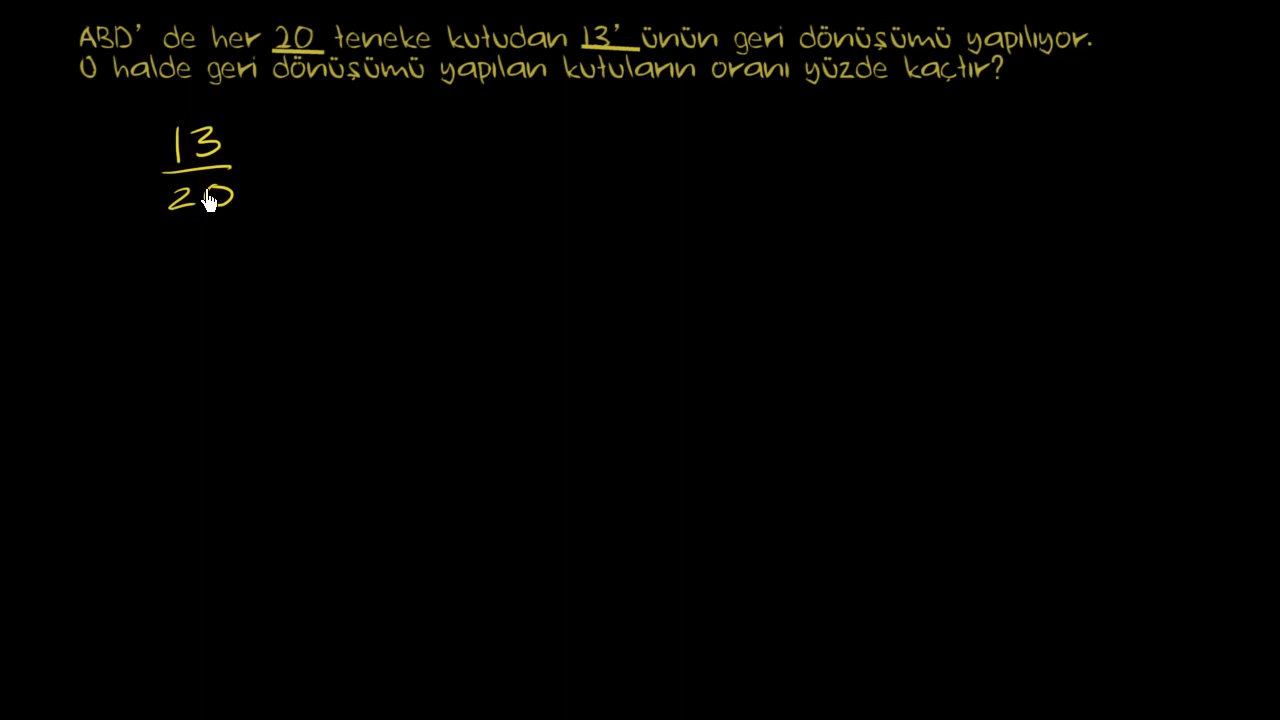 ABD' de her 20 teneke kutudan 13' ünün geri dönüşümü yapılıyor.
O halde geri dönüşümü yapılan kutuların oranı yüzde kaçtır?
13
20